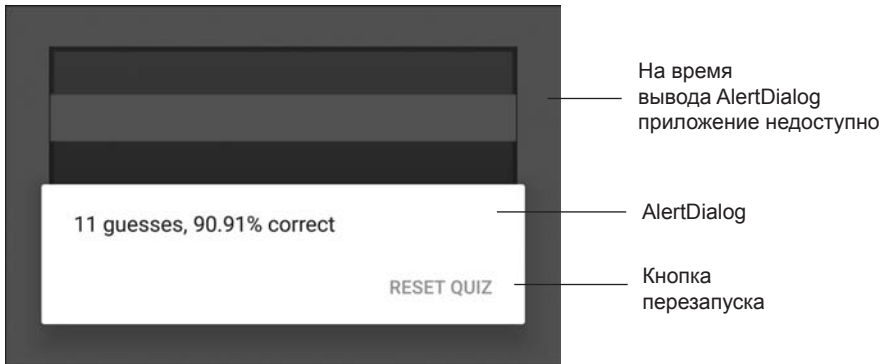 На время
вывода AlertDialog
приложение недоступно
11 guesses, 90.91% correct
AlertDialog
RESET QUIZ
Кнопка
перезапуска